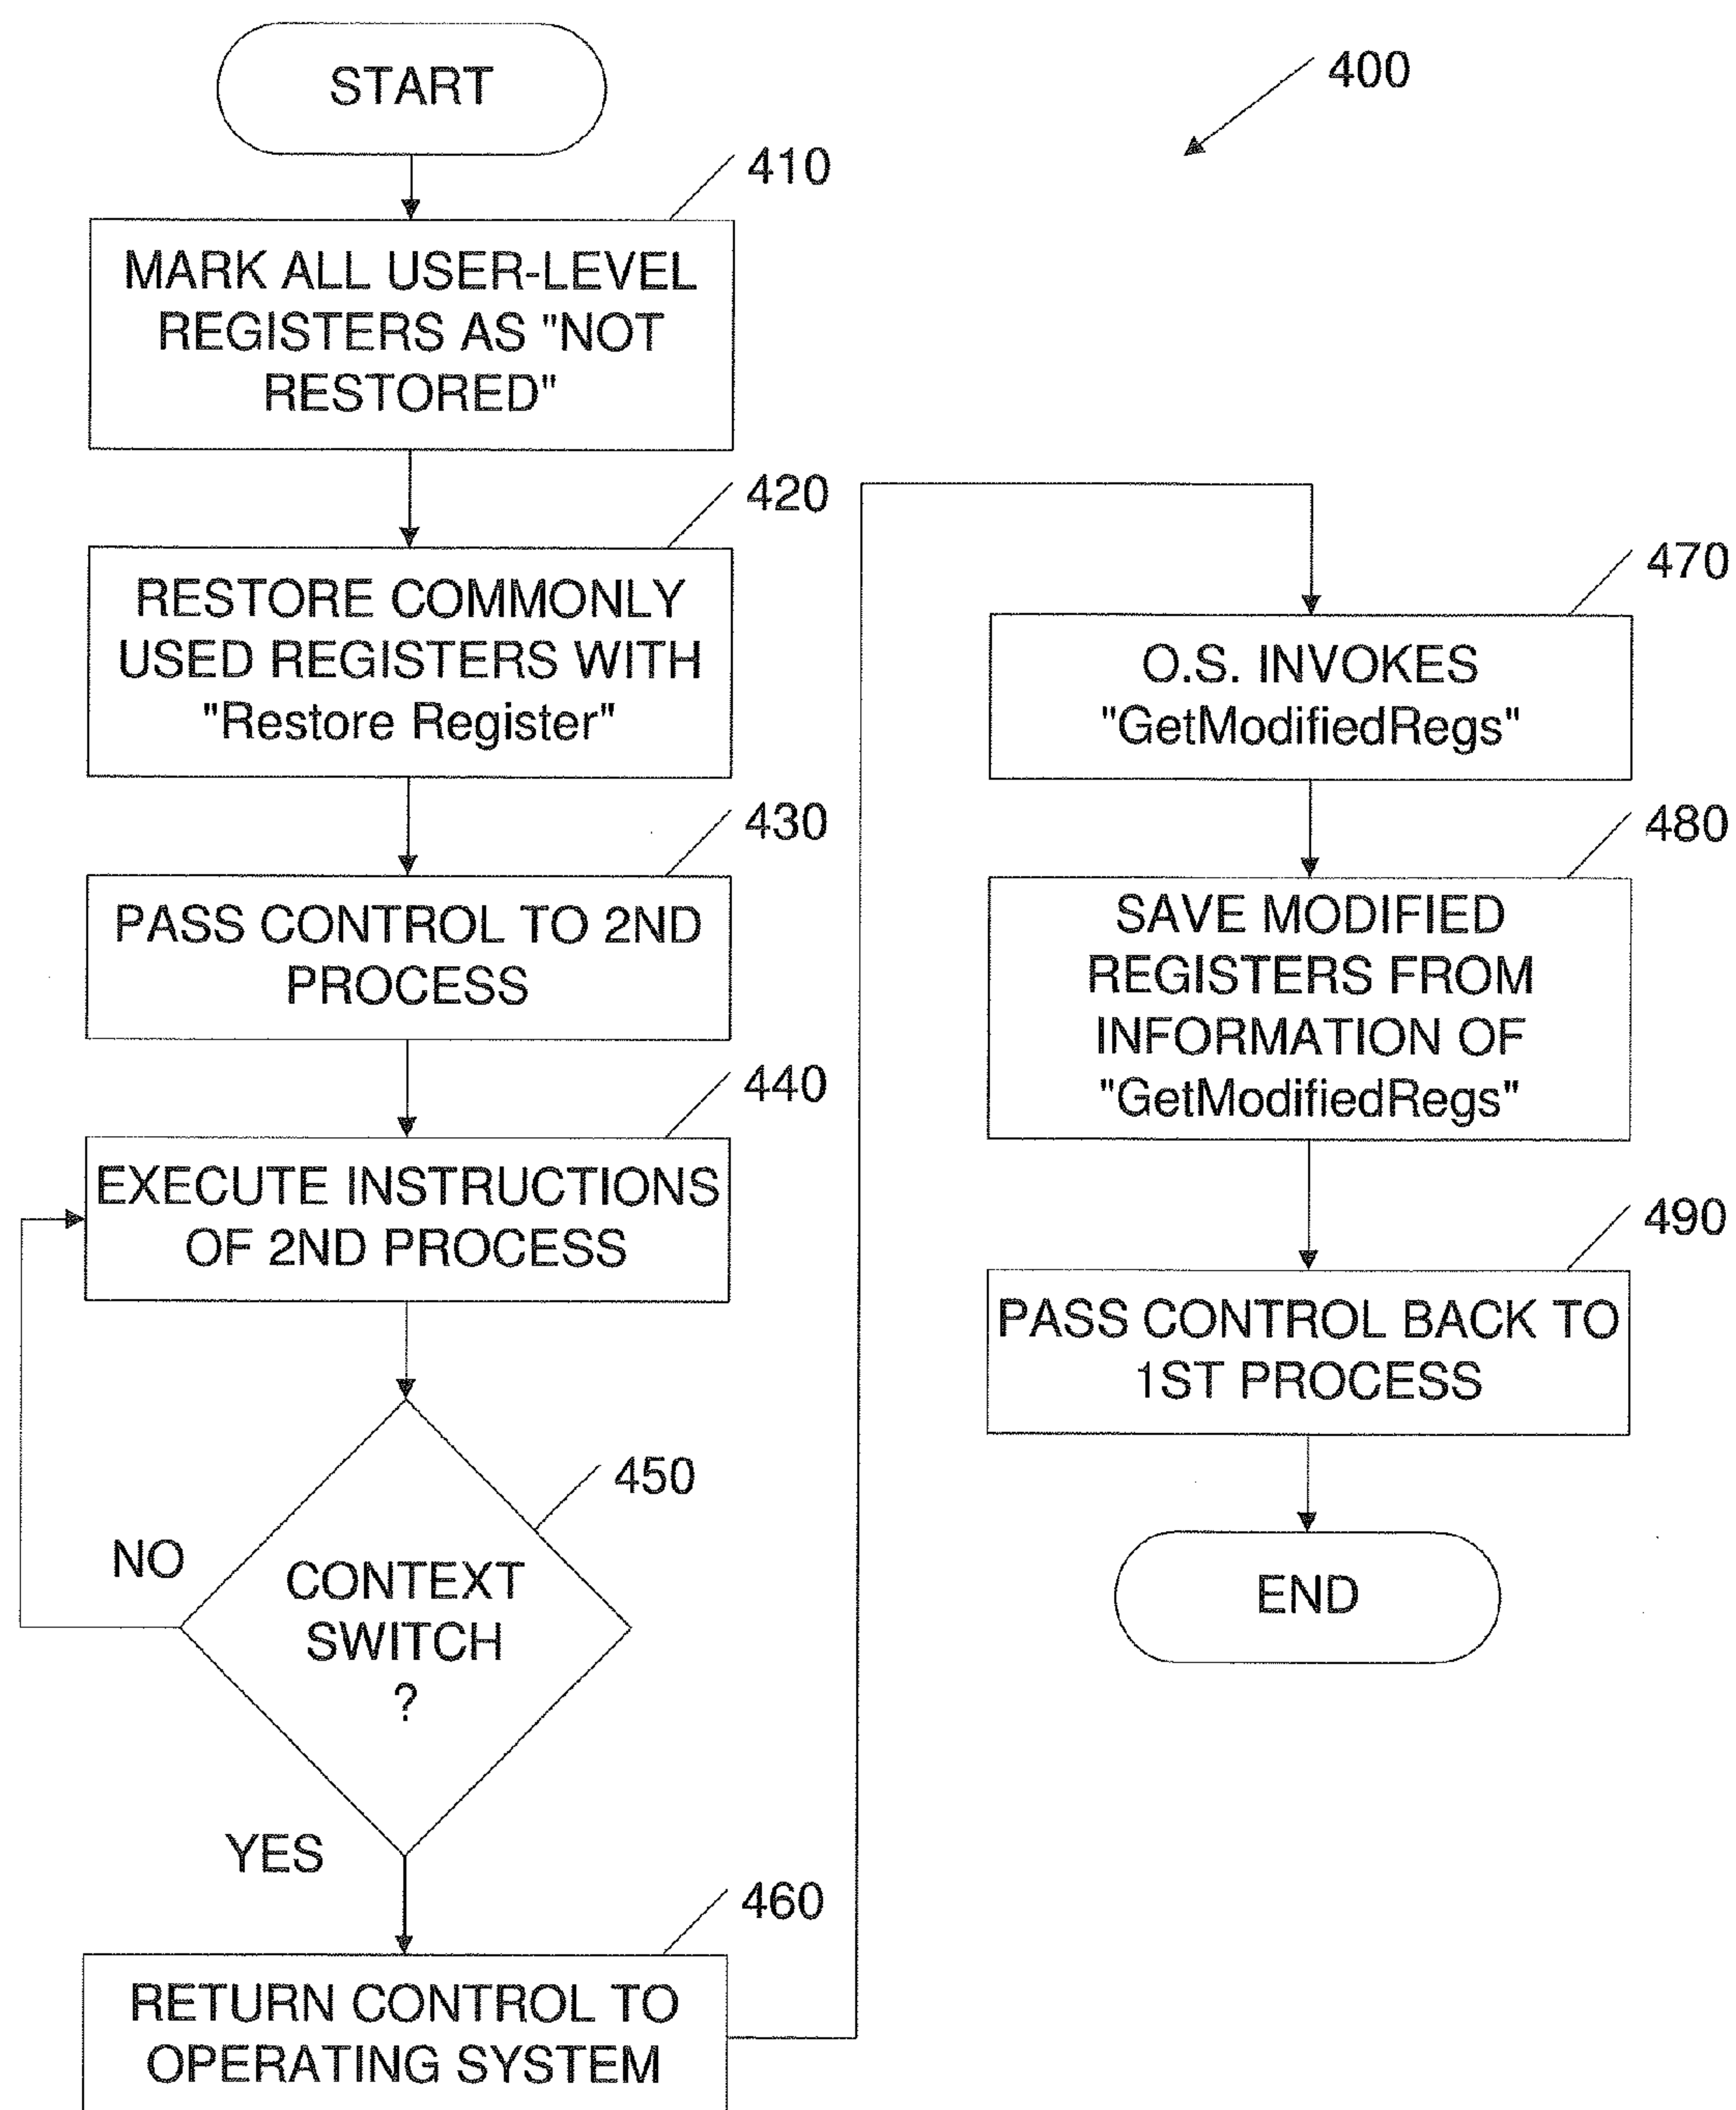 START
400
410
MARK ALL USER-LEVEL
REGISTERS AS "NOT
RESTORED"
420
RESTORE COMMONLY
USED REGISTERS WITH
"Restore Register"
430
PASS CONTROL TO 2ND
PROCESS
440
EXECUTE INSTRUCTIONS
OF 2ND PROCESS
450
NO
CONTEXT
SWITCH
?
YES
460
RETURN CONTROL TO
OPERATING SYSTEM
470
O.S. INVOKES
"GetModifiedRegs"
480
SAVE MODIFIED
REGISTERS FROM
INFORMATION OF
"GetModifiedRegs"
490
PASS CONTROL BACK TO
1ST PROCESS
END